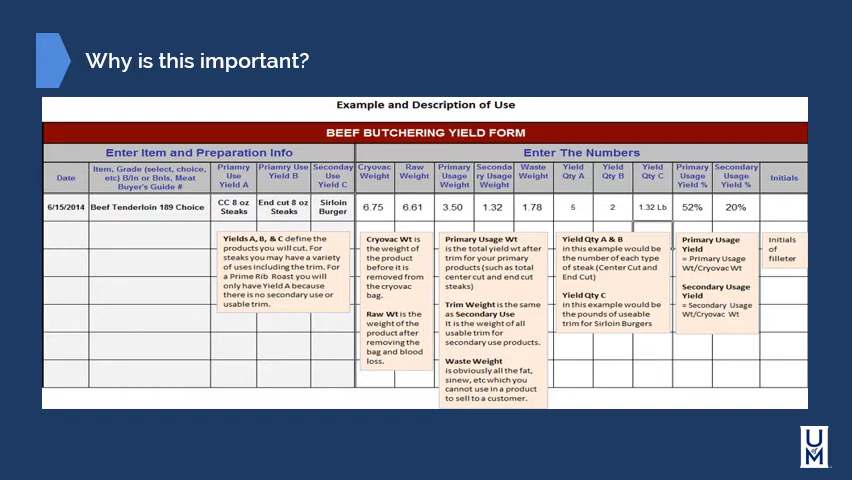 Why is this important?
Example and Description of Use
BEEF BUTCHERING YIELD FORM
Enter Item and Preparation Info
Enter The Numbers
Date
Item, Grade (select, choice,
etc) B/In or Bnls, Meat
Buyer's Guide #
Priamry
Use
Yield A
Priamry Use
Yield B
Seconday
Use
Yield C
Cryovac
Weight
Raw
Weight
Primary
Usage
Weight
Seconda
ry Usage
Weight
Waste
Weight
Yield
Qty A
Yield
Qty B
Yield
Qty C
Primary
Usage
Yield %
Secondary
Usage
Yield %
Initials
6/15/2014
Beef Tenderloin 189 Choice
CC 8 oz
Steaks
End cut 8 oz
Steaks
Sirloin
Burger
6.75
6.61
3.50
1.32
1.78
5
2
1.32 Lb
52%
20%
Yields A, B, & C define the
products you will cut. For
steaks you may have a variety
of uses including the trim. For
a Prime Rib Roast you will
only have Yield A because
there is no secondary use or
usable trim.
Cryovac Wt is
the weight of
the product
before it is
removed from
the cryovac
bag.
Raw Wt is the
weight of the
product after
removing the
bag and blood
loss.
Primary Usage Wt
is the total yield wt after
trim for your primary
products (such as total
center cut and end cut
steaks)
Trim Weight is the same
as Secondary Use
It is the weight of all
usable trim for
secondary use products.
Waste Weight
is obviously all the fat,
sinew, etc which you
cannot use in a product
to sell to a customer.
Yield Qty A & B
in this example would be
the number of each type
of steak (Center Cut and
End Cut)
Yield Qty C
in this example would be
the pounds of useable
trim for Sirloin Burgers
Primary Usage
Yield
= Primary Usage
Wt/Cryovac Wt
Secondary Usage
Yield
= Secondary Usage
Wt/Cryovac Wt
Initials
of
filleter
U of M